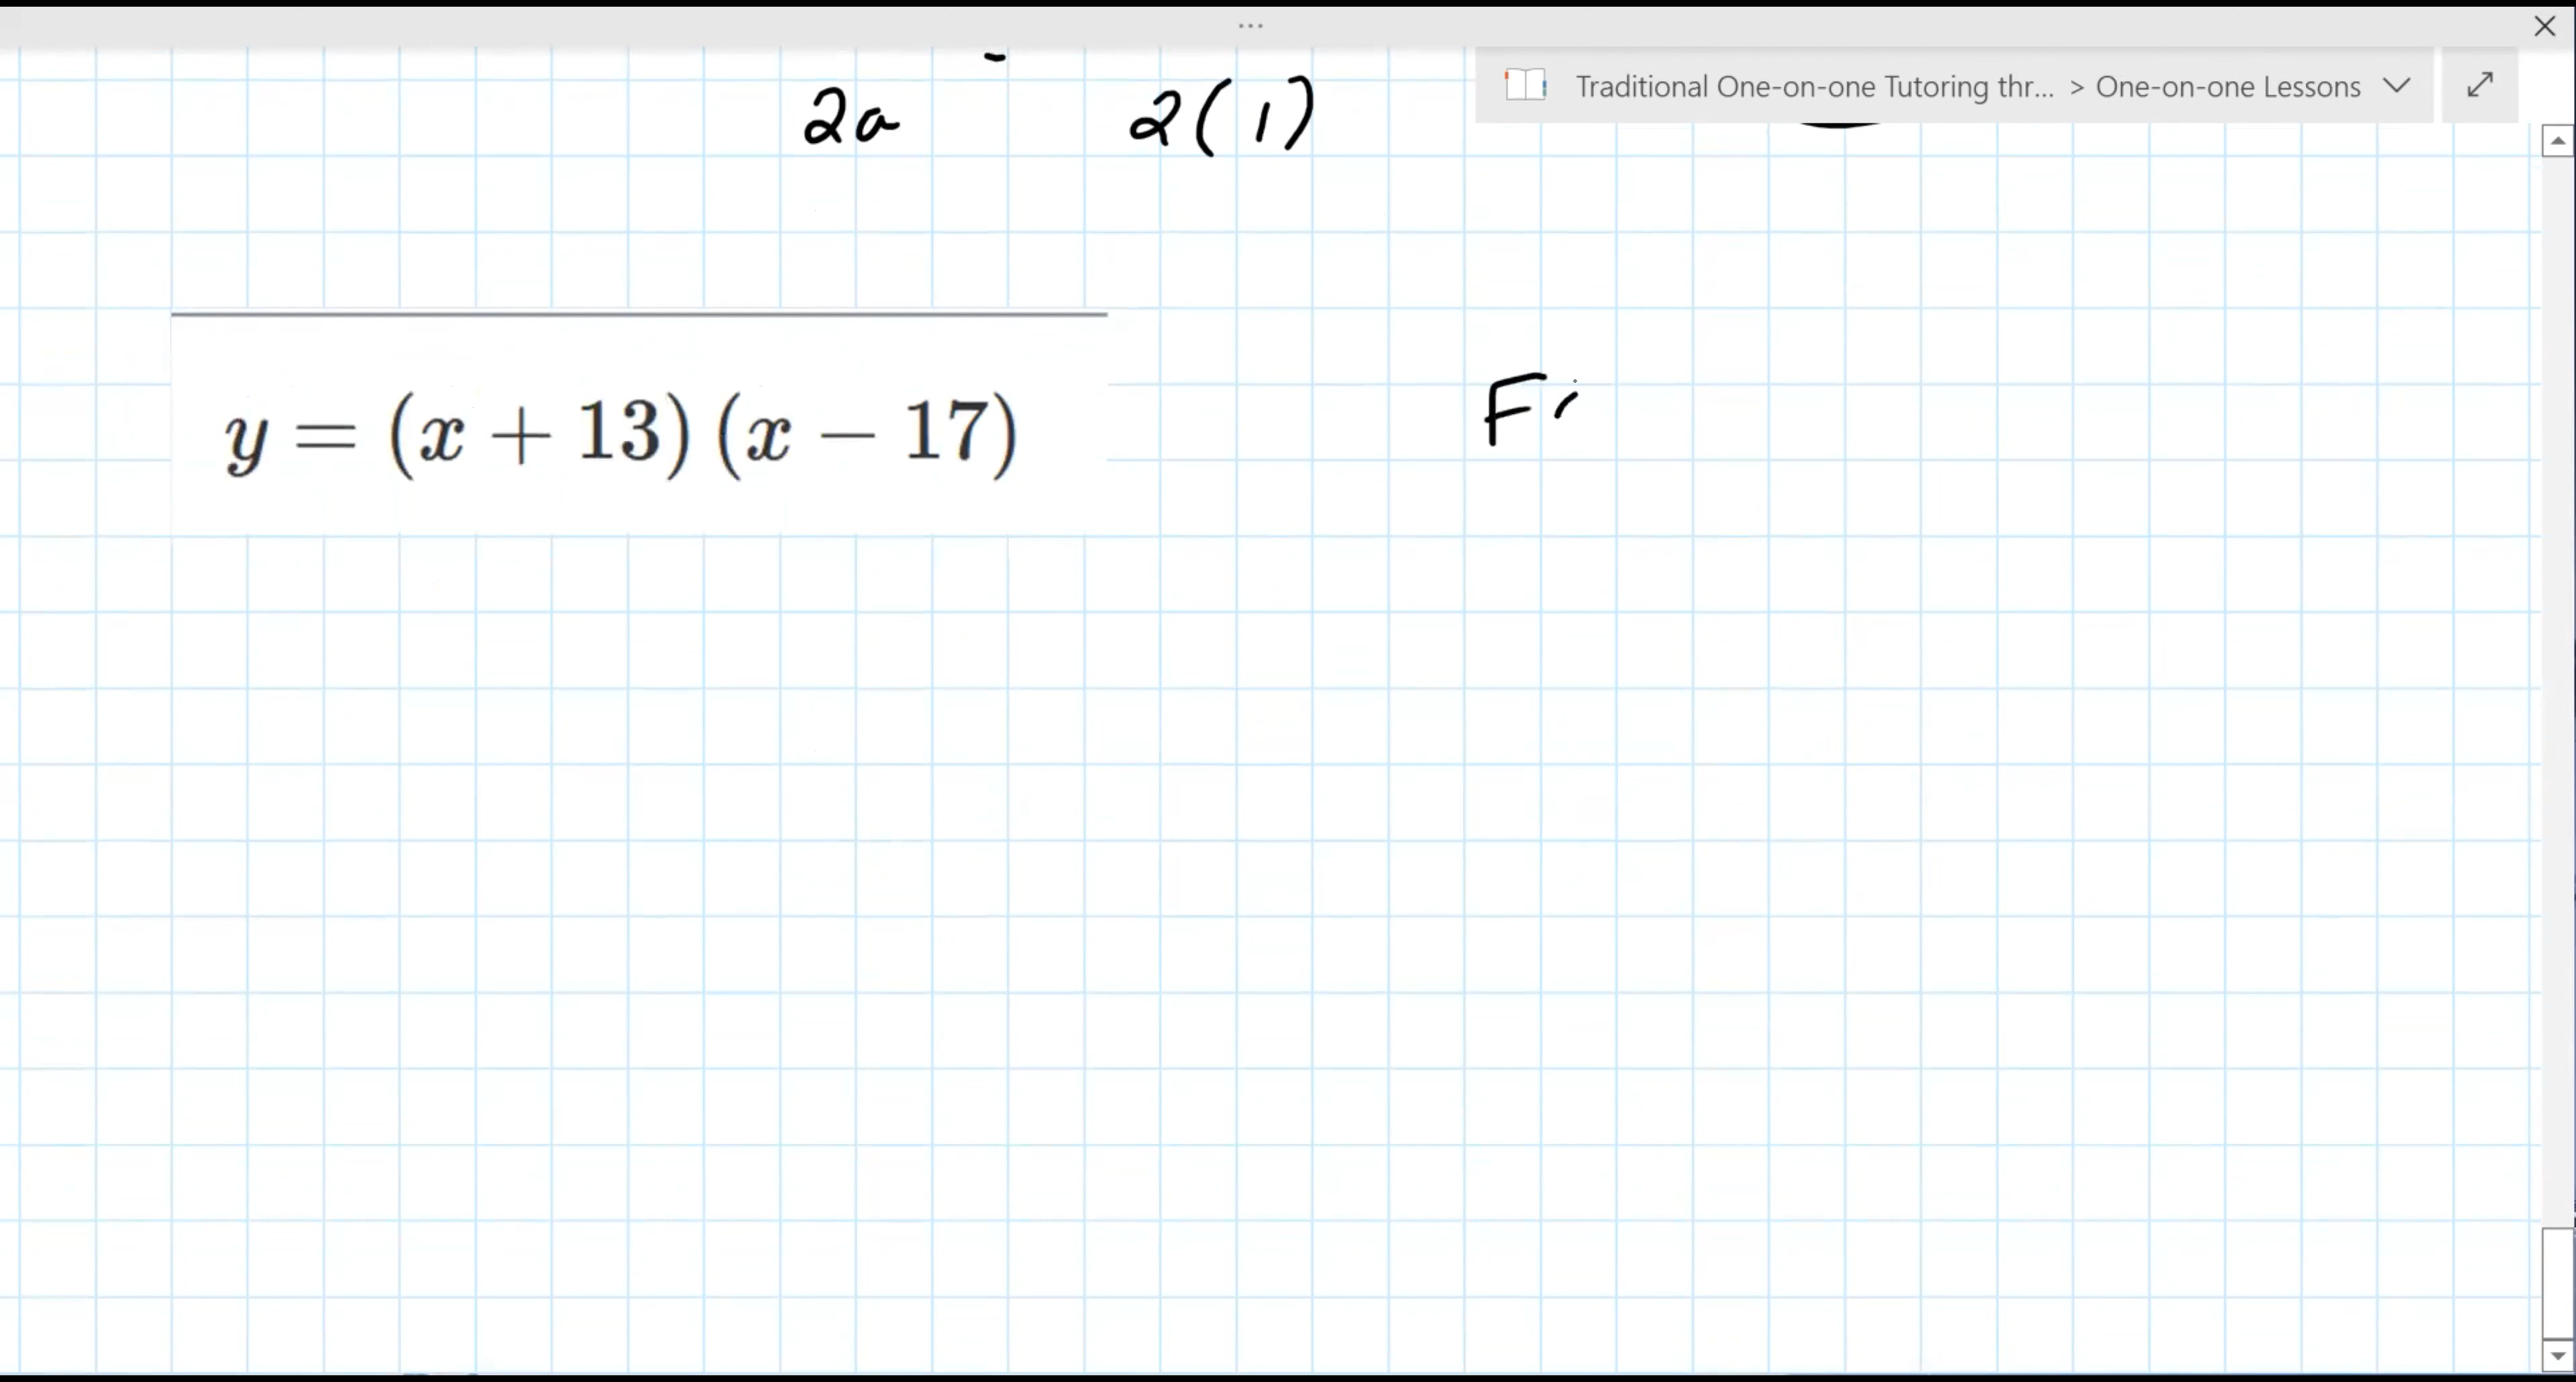 Traditional One-on-one Tutoring thr... > One-on-one Lessons
2a 2(1)
y = (x + 13) (x − 17)